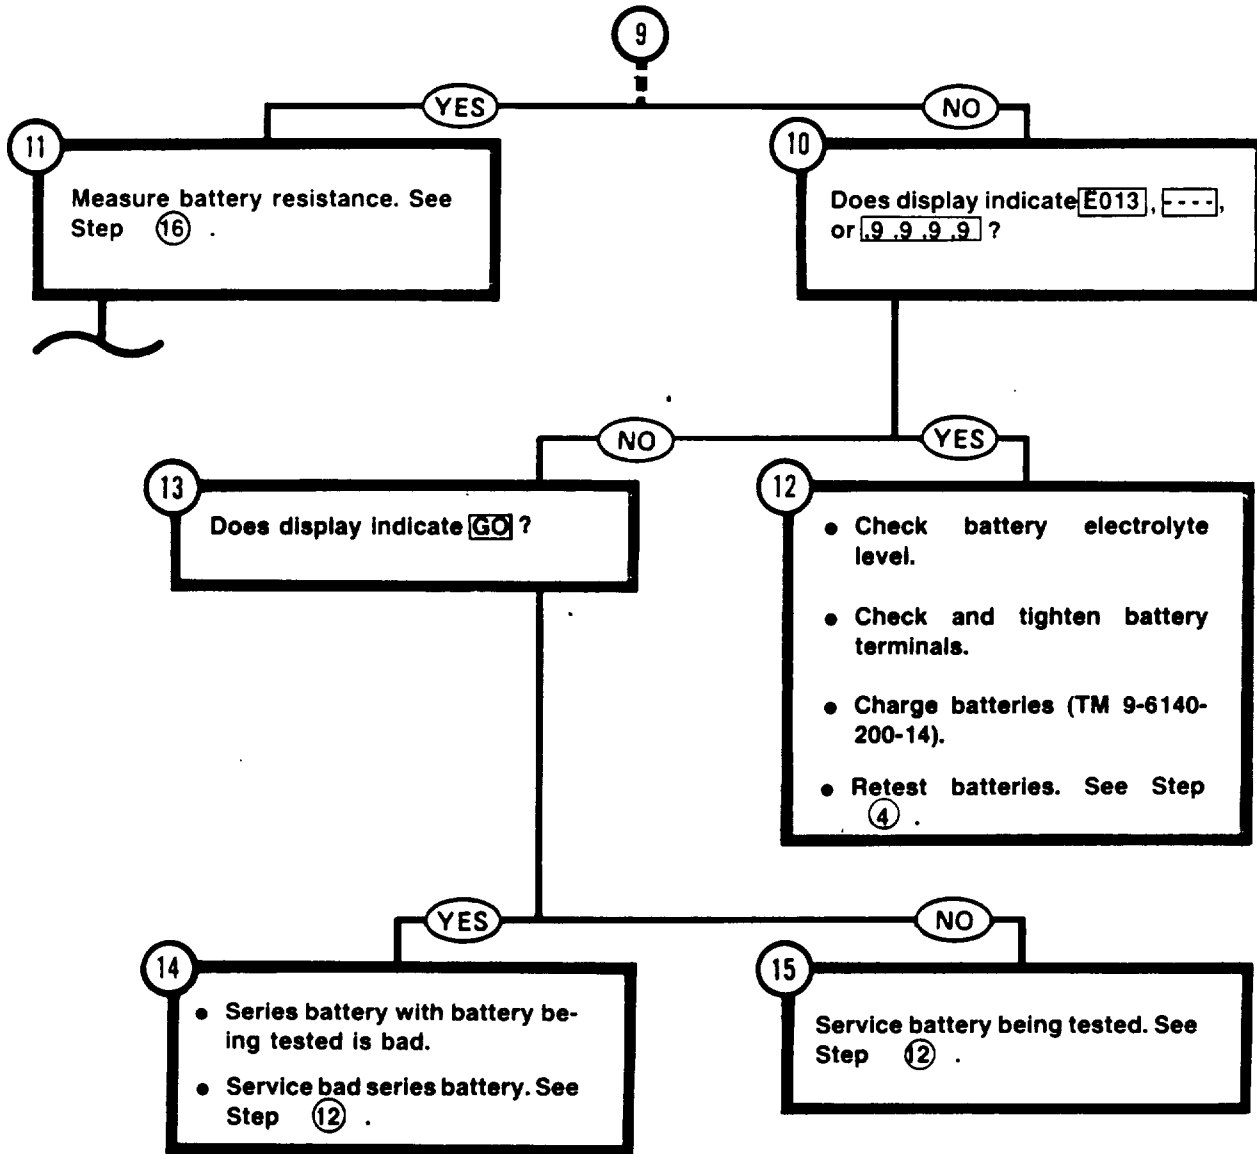 9
YES
NO
11
Measure battery resistance. See
Step 16 .
10
Does display indicate E013 , ---- ,
or .9 .9 .9 .9 ?
NO
YES
13
Does display indicate GO ?
12
• Check battery electrolyte
level.
• Check and tighten battery
terminals.
• Charge batteries (TM 9-6140-
200-14).
• Retest batteries. See Step
4 .
YES
NO
14
• Series battery with battery be-
ing tested is bad.
• Service bad series battery. See
Step 12 .
15
Service battery being tested. See
Step 12 .